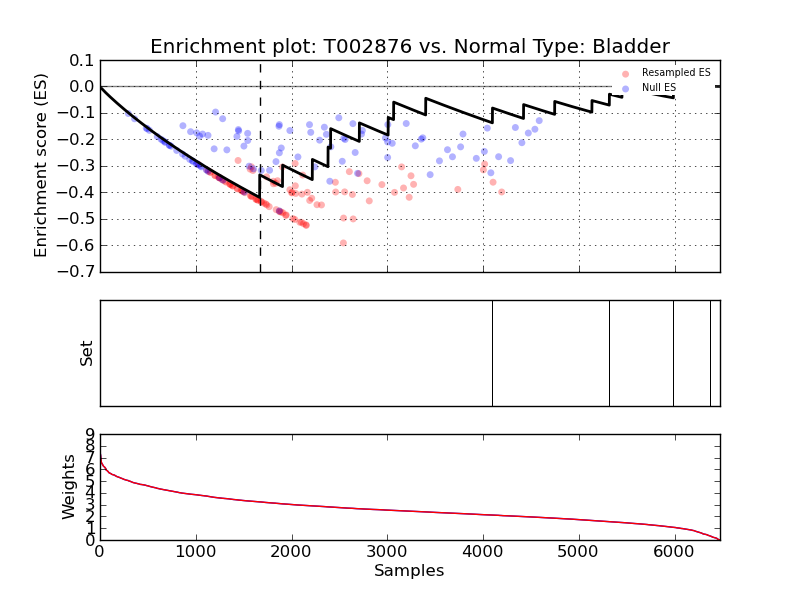 Enrichment plot: T002876 vs. Normal Type: Bladder
Enrichment score (ES)
0.1
0.0
−0.1
−0.2
−0.3
−0.4
−0.5
−0.6
−0.7
Resampled ES
Null ES
Set
Weights
9
8
7
6
5
4
3
2
1
0
0 1000 2000 3000 4000 5000 6000
Samples